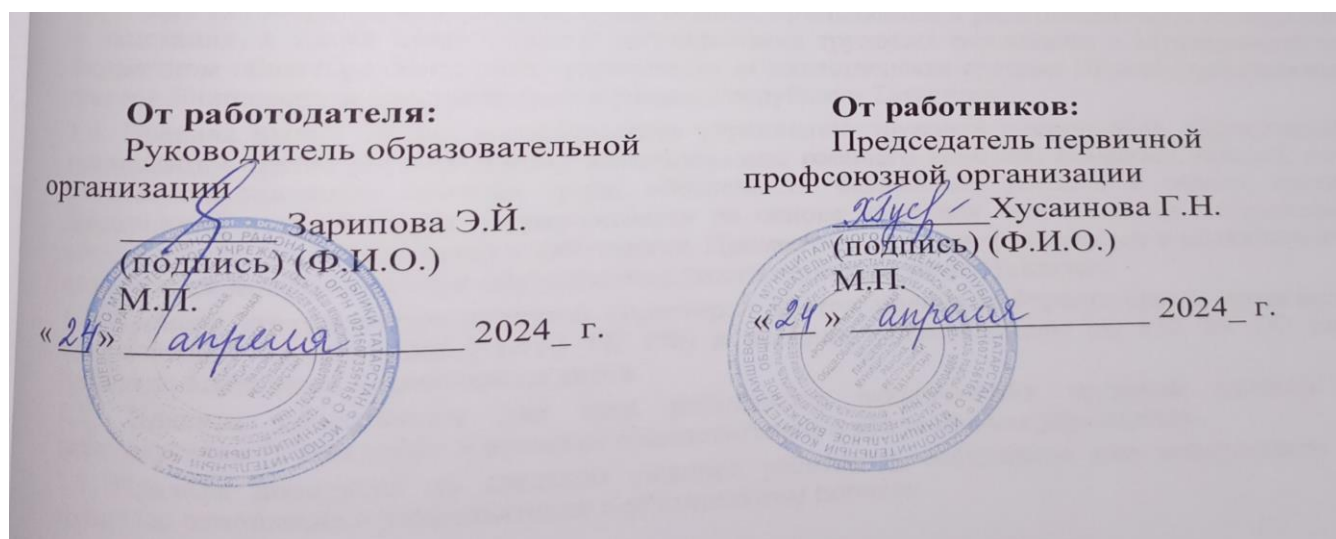 От работодателя:
Руководитель образовательной
организации
Зарипова Э.Й.
(подпись) (Ф.И.О.)
М.П.
«24» апреля 2024_ г.
От работников:
Председатель первичной
профсоюзной организации
Хусаинова Г.Н.
(подпись) (Ф.И.О.)
М.П.
«24» апреля 2024_ г.